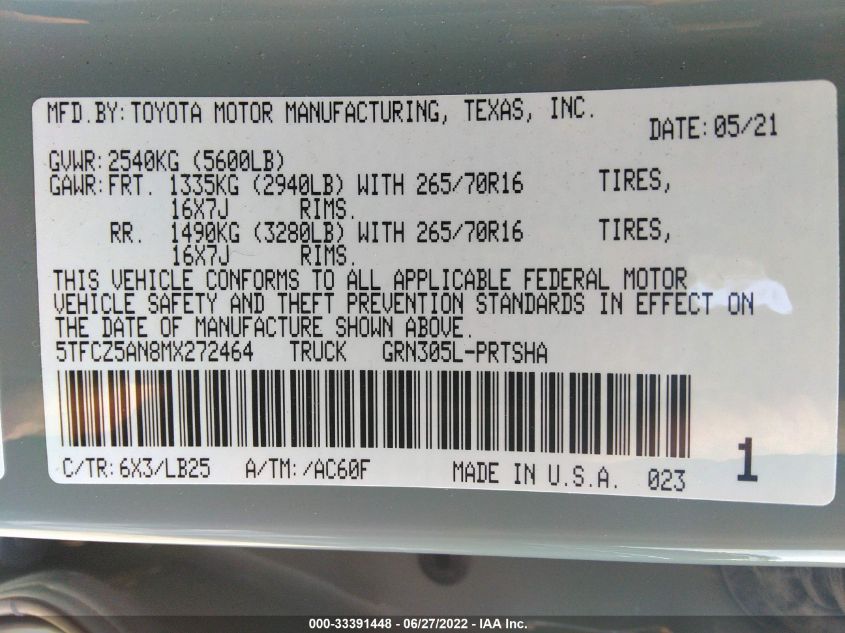 MFD.BY:TOYOTA MOTOR MANUFACTURING, TEXAS, INC.
DATE:05/21
GVWR:2540KG (5600LB)
GAWR:FRT. 1335KG (2940LB) WITH 265/70R16 TIRES,
16X7J RIMS.
RR. 1490KG (3280LB) WITH 265/70R16 TIRES,
16X7J RIMS.
THIS VEHICLE CONFORMS TO ALL APPLICABLE FEDERAL MOTOR
VEHICLE SAFETY AND THEFT PREVENTION STANDARDS IN EFFECT ON
THE DATE OF MANUFACTURE SHOWN ABOVE.
5TFCZ5AN8MX272464 TRUCK GRN305L-PRTSHA
C/TR:6X3/LB25 A/TM:/AC60F MADE IN U.S.A. 023 1
000-33391448 - 06/27/2022 - IAA Inc.